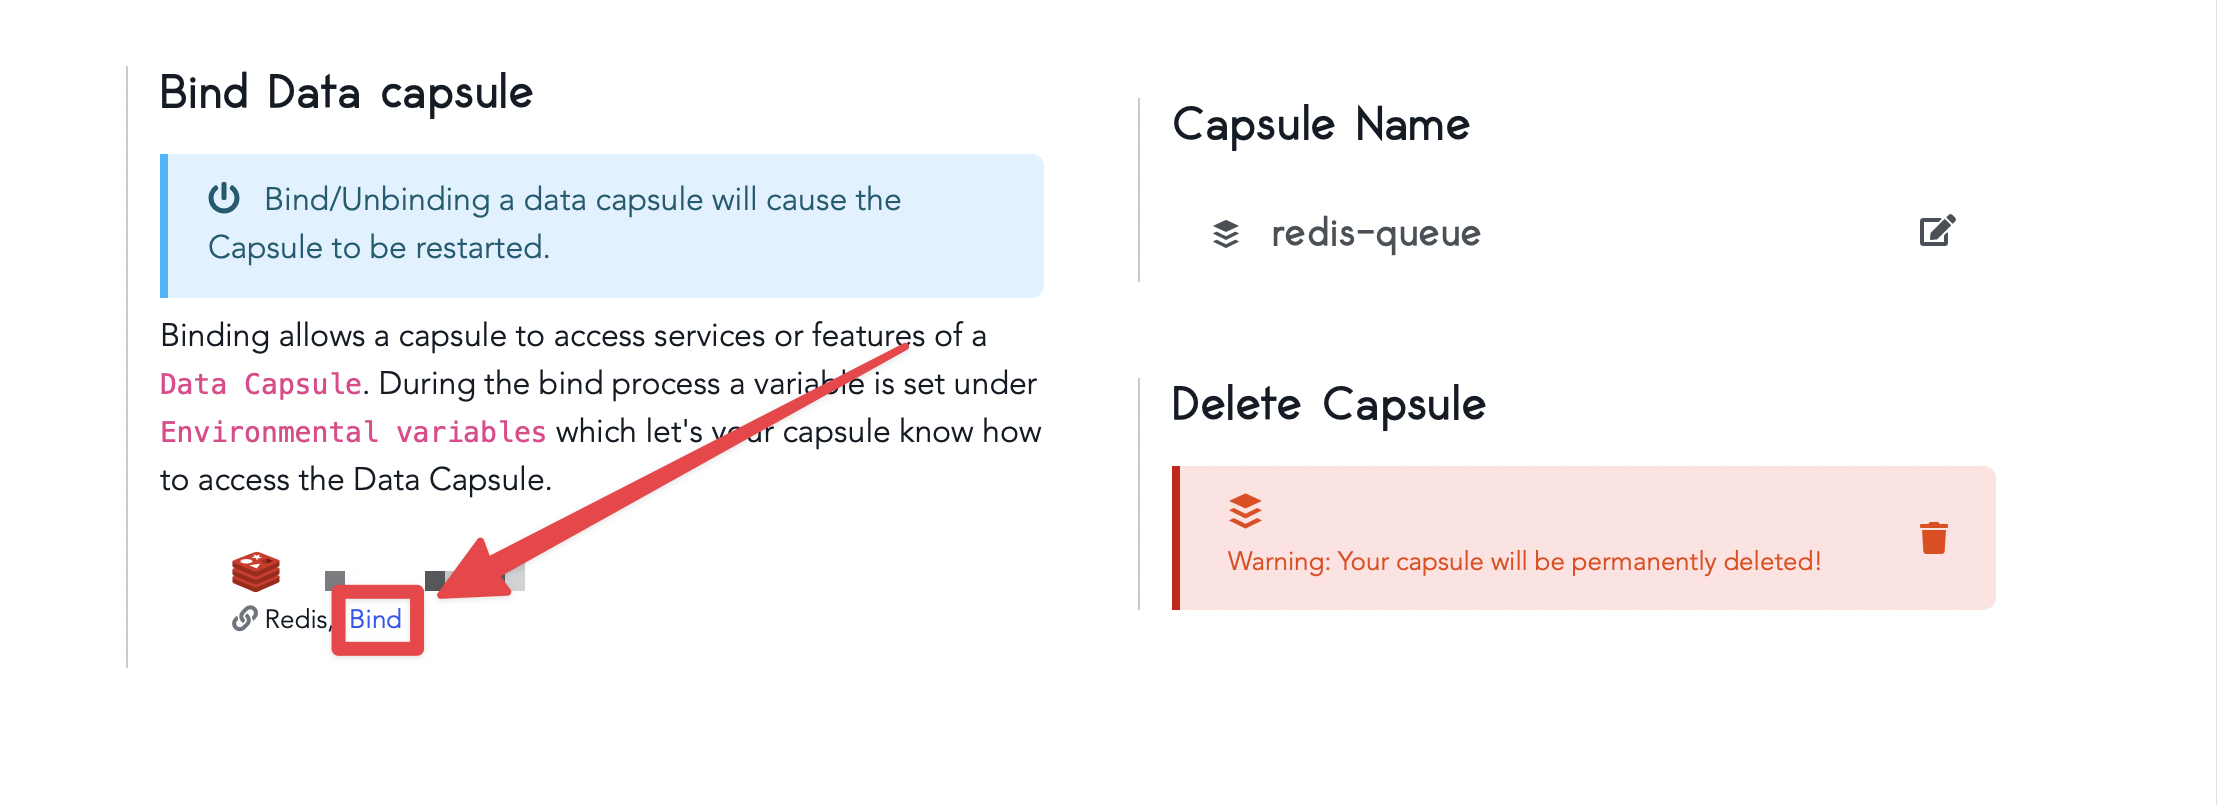 Bind Data capsule
Bind/Unbinding a data capsule will cause the
Capsule to be restarted.
Binding allows a capsule to access services or features of a
Data Capsule. During the bind process a variable is set under
Environmental variables which let's your capsule know how
to access the Data Capsule.
Redis, Bind
Capsule Name
redis-queue
Delete Capsule
Warning: Your capsule will be permanently deleted!